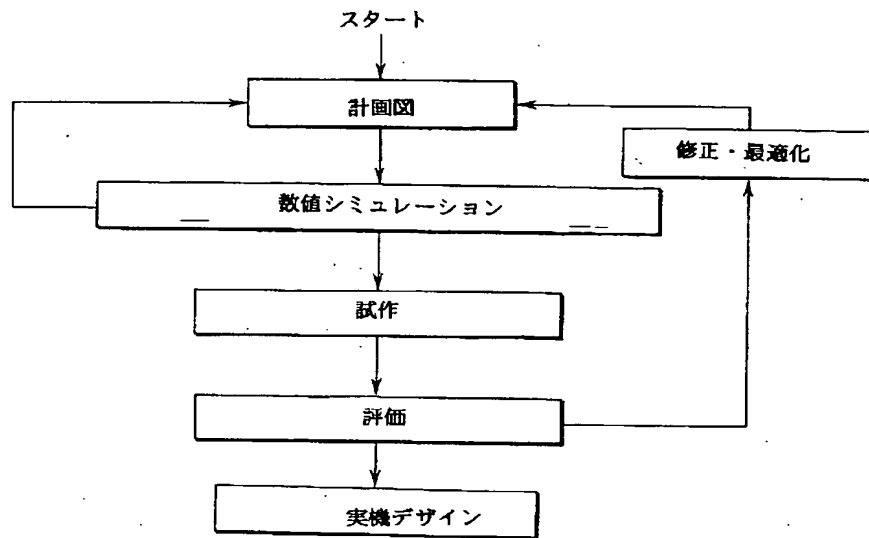 スタート
計画図
修正・最適化
数値シミュレーション
試作
評価
実機デザイン